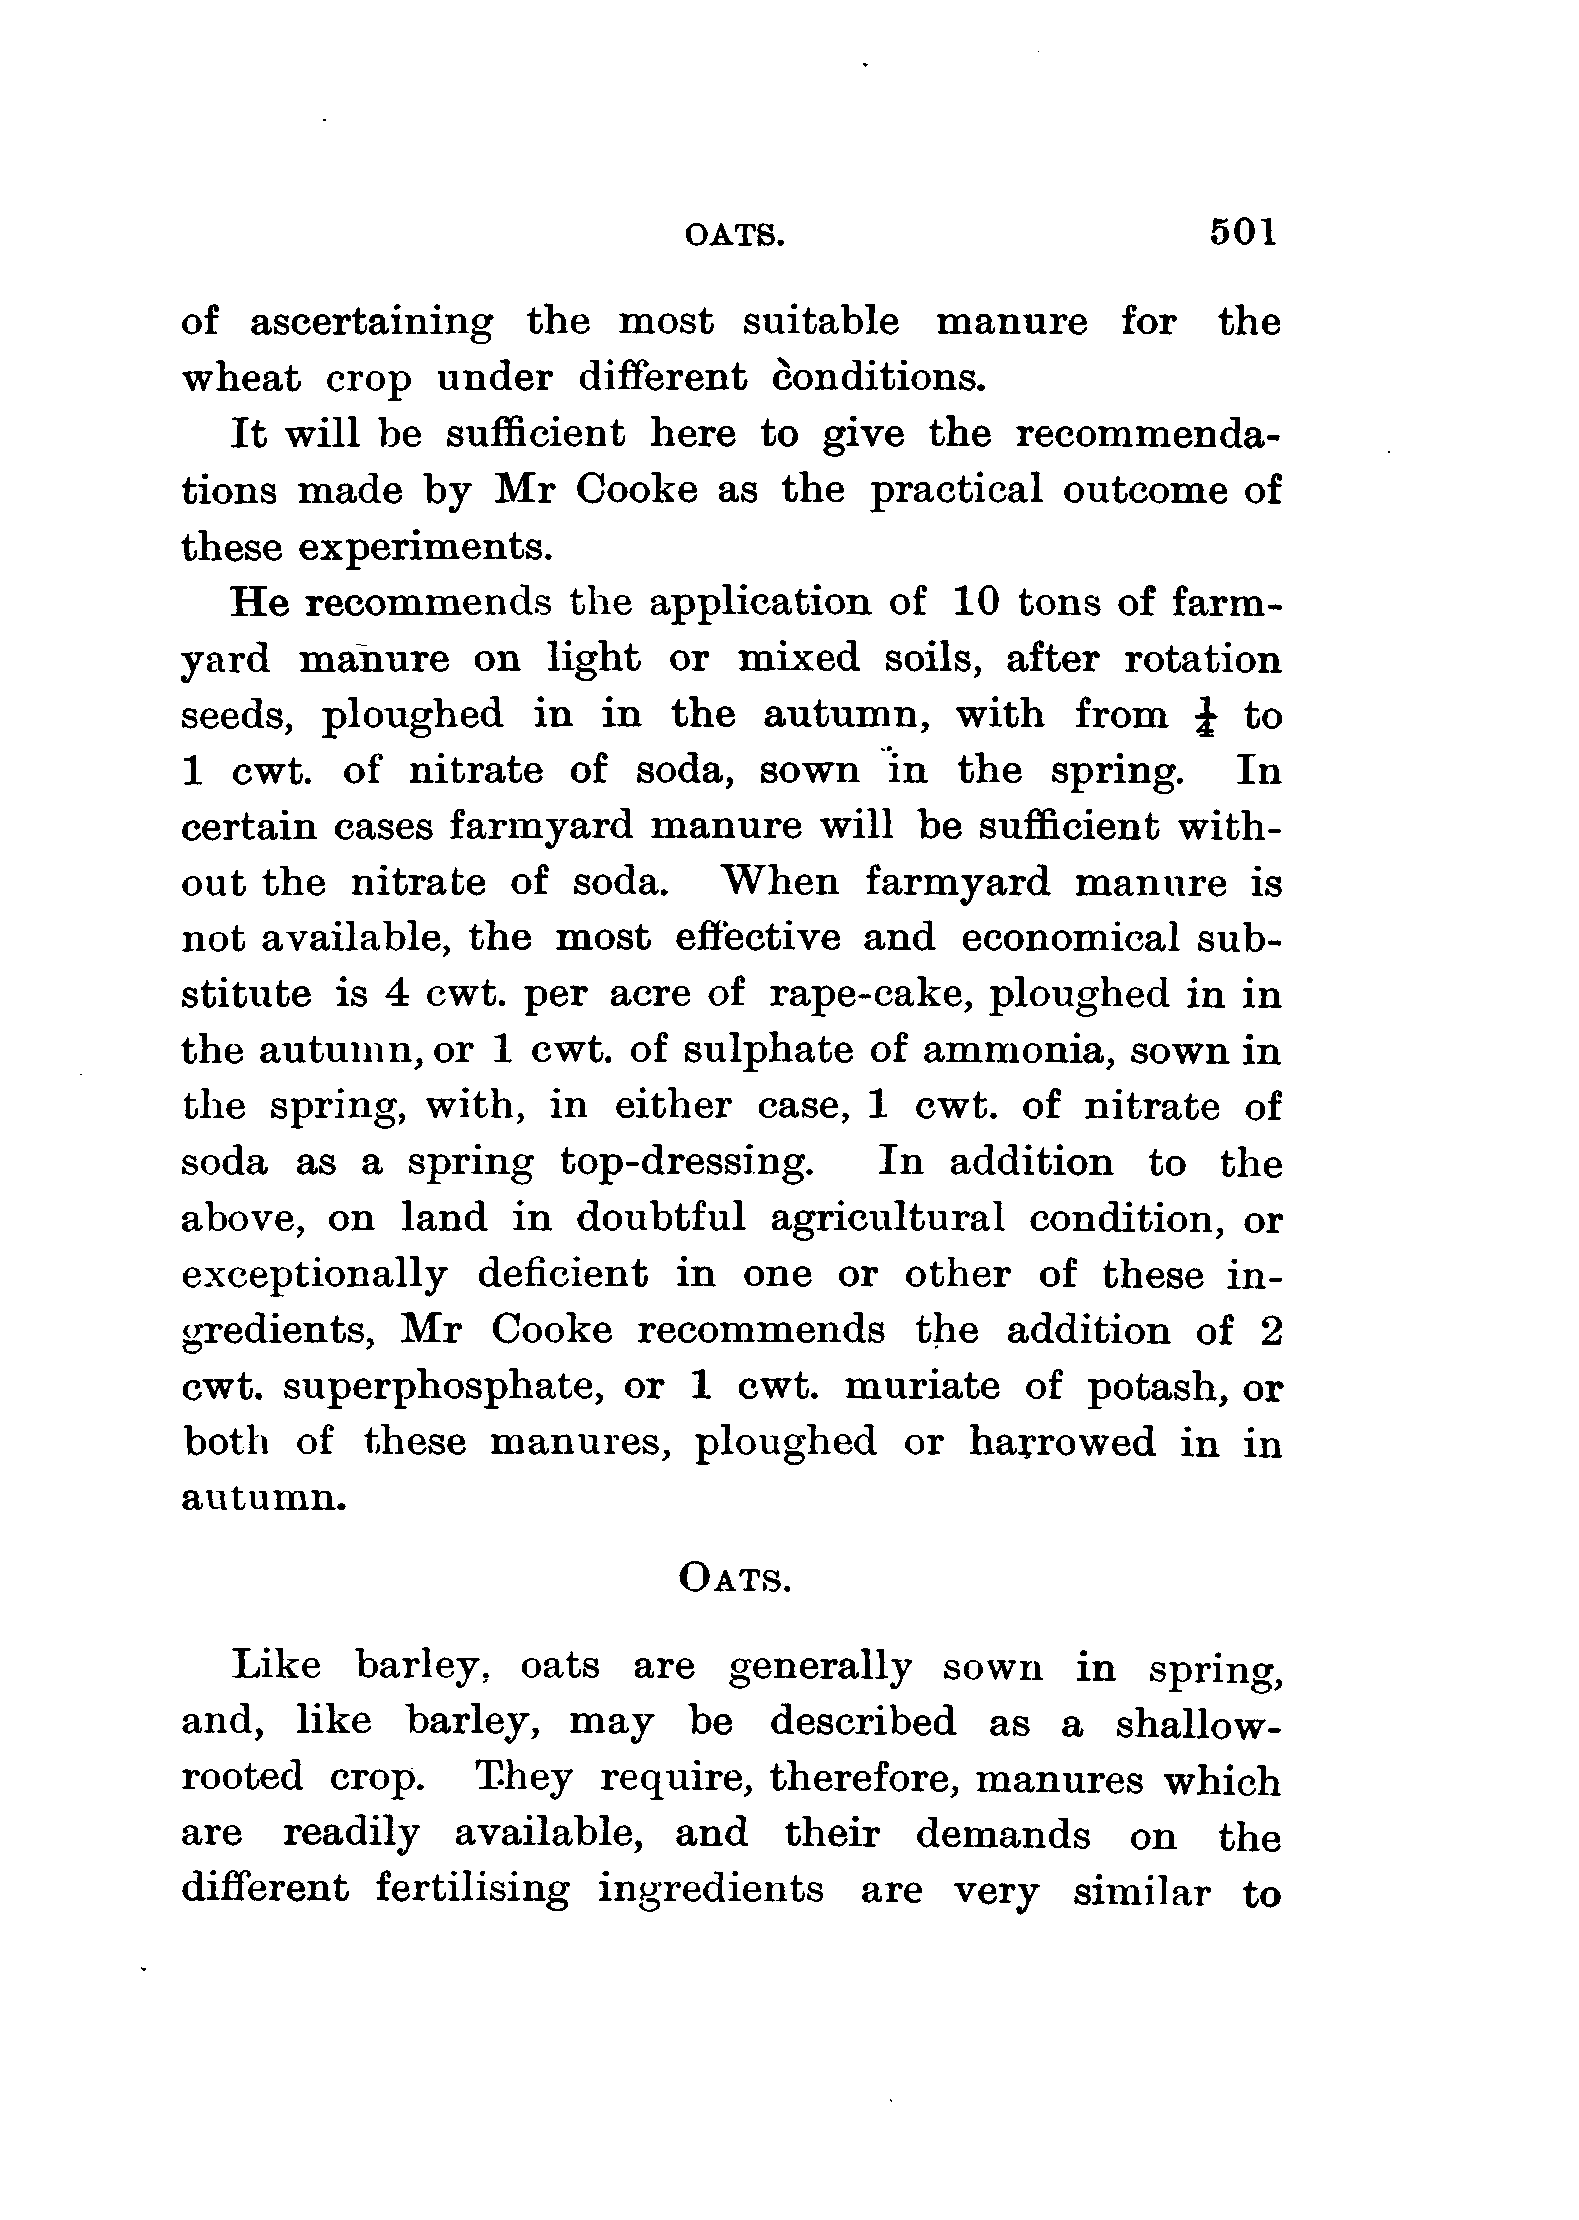 OATS. 501
of ascertaining the most suitable manure for the
wheat crop under different conditions.
It will be sufficient here to give the recommenda-
tions made by Mr Cooke as the practical outcome of
these experiments.
He recommends the application of 10 tons of farm-
yard manure on light or mixed soils, after rotation
seeds, ploughed in in the autumn, with from ¼ to
1 cwt. of nitrate of soda, sown in the spring. In
certain cases farmyard manure will be sufficient with-
out the nitrate of soda. When farmyard manure is
not available, the most effective and economical sub-
stitute is 4 cwt. per acre of rape-cake, ploughed in in
the autumn, or 1 cwt. of sulphate of ammonia, sown in
the spring, with, in either case, 1 cwt. of nitrate of
soda as a spring top-dressing. In addition to the
above, on land in doubtful agricultural condition, or
exceptionally deficient in one or other of these in-
gredients, Mr Cooke recommends the addition of 2
cwt. superphosphate, or 1 cwt. muriate of potash, or
both of these manures, ploughed or harrowed in in
autumn.
OATS.
Like barley, oats are generally sown in spring,
and, like barley, may be described as a shallow-
rooted crop. They require, therefore, manures which
are readily available, and their demands on the
different fertilising ingredients are very similar to